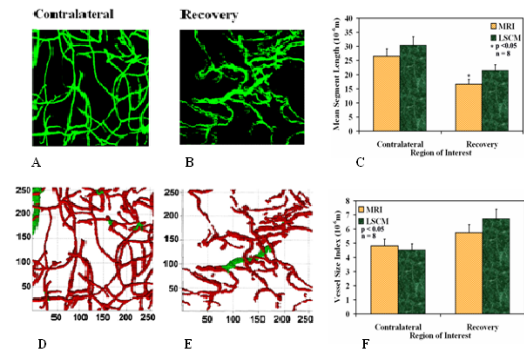 Contralateral
Recovery
A
B
Mean Segment Length (10⁻⁶m)
40
35
30
25
20
15
10
5
0
MRI
LSCM
* p <0.05
n = 8
*
Contralateral
Recovery
Region of Interest
C
250
200
150
100
50
50 100 150 200 250
D
250
200
150
100
50
50 100 150 200 250
E
Vessel Size Index (10⁻⁶m)
8
7
6
5
4
3
2
1
0
MRI
LSCM
p < 0.05
n = 8
Contralateral
Recovery
Region of Interest
F